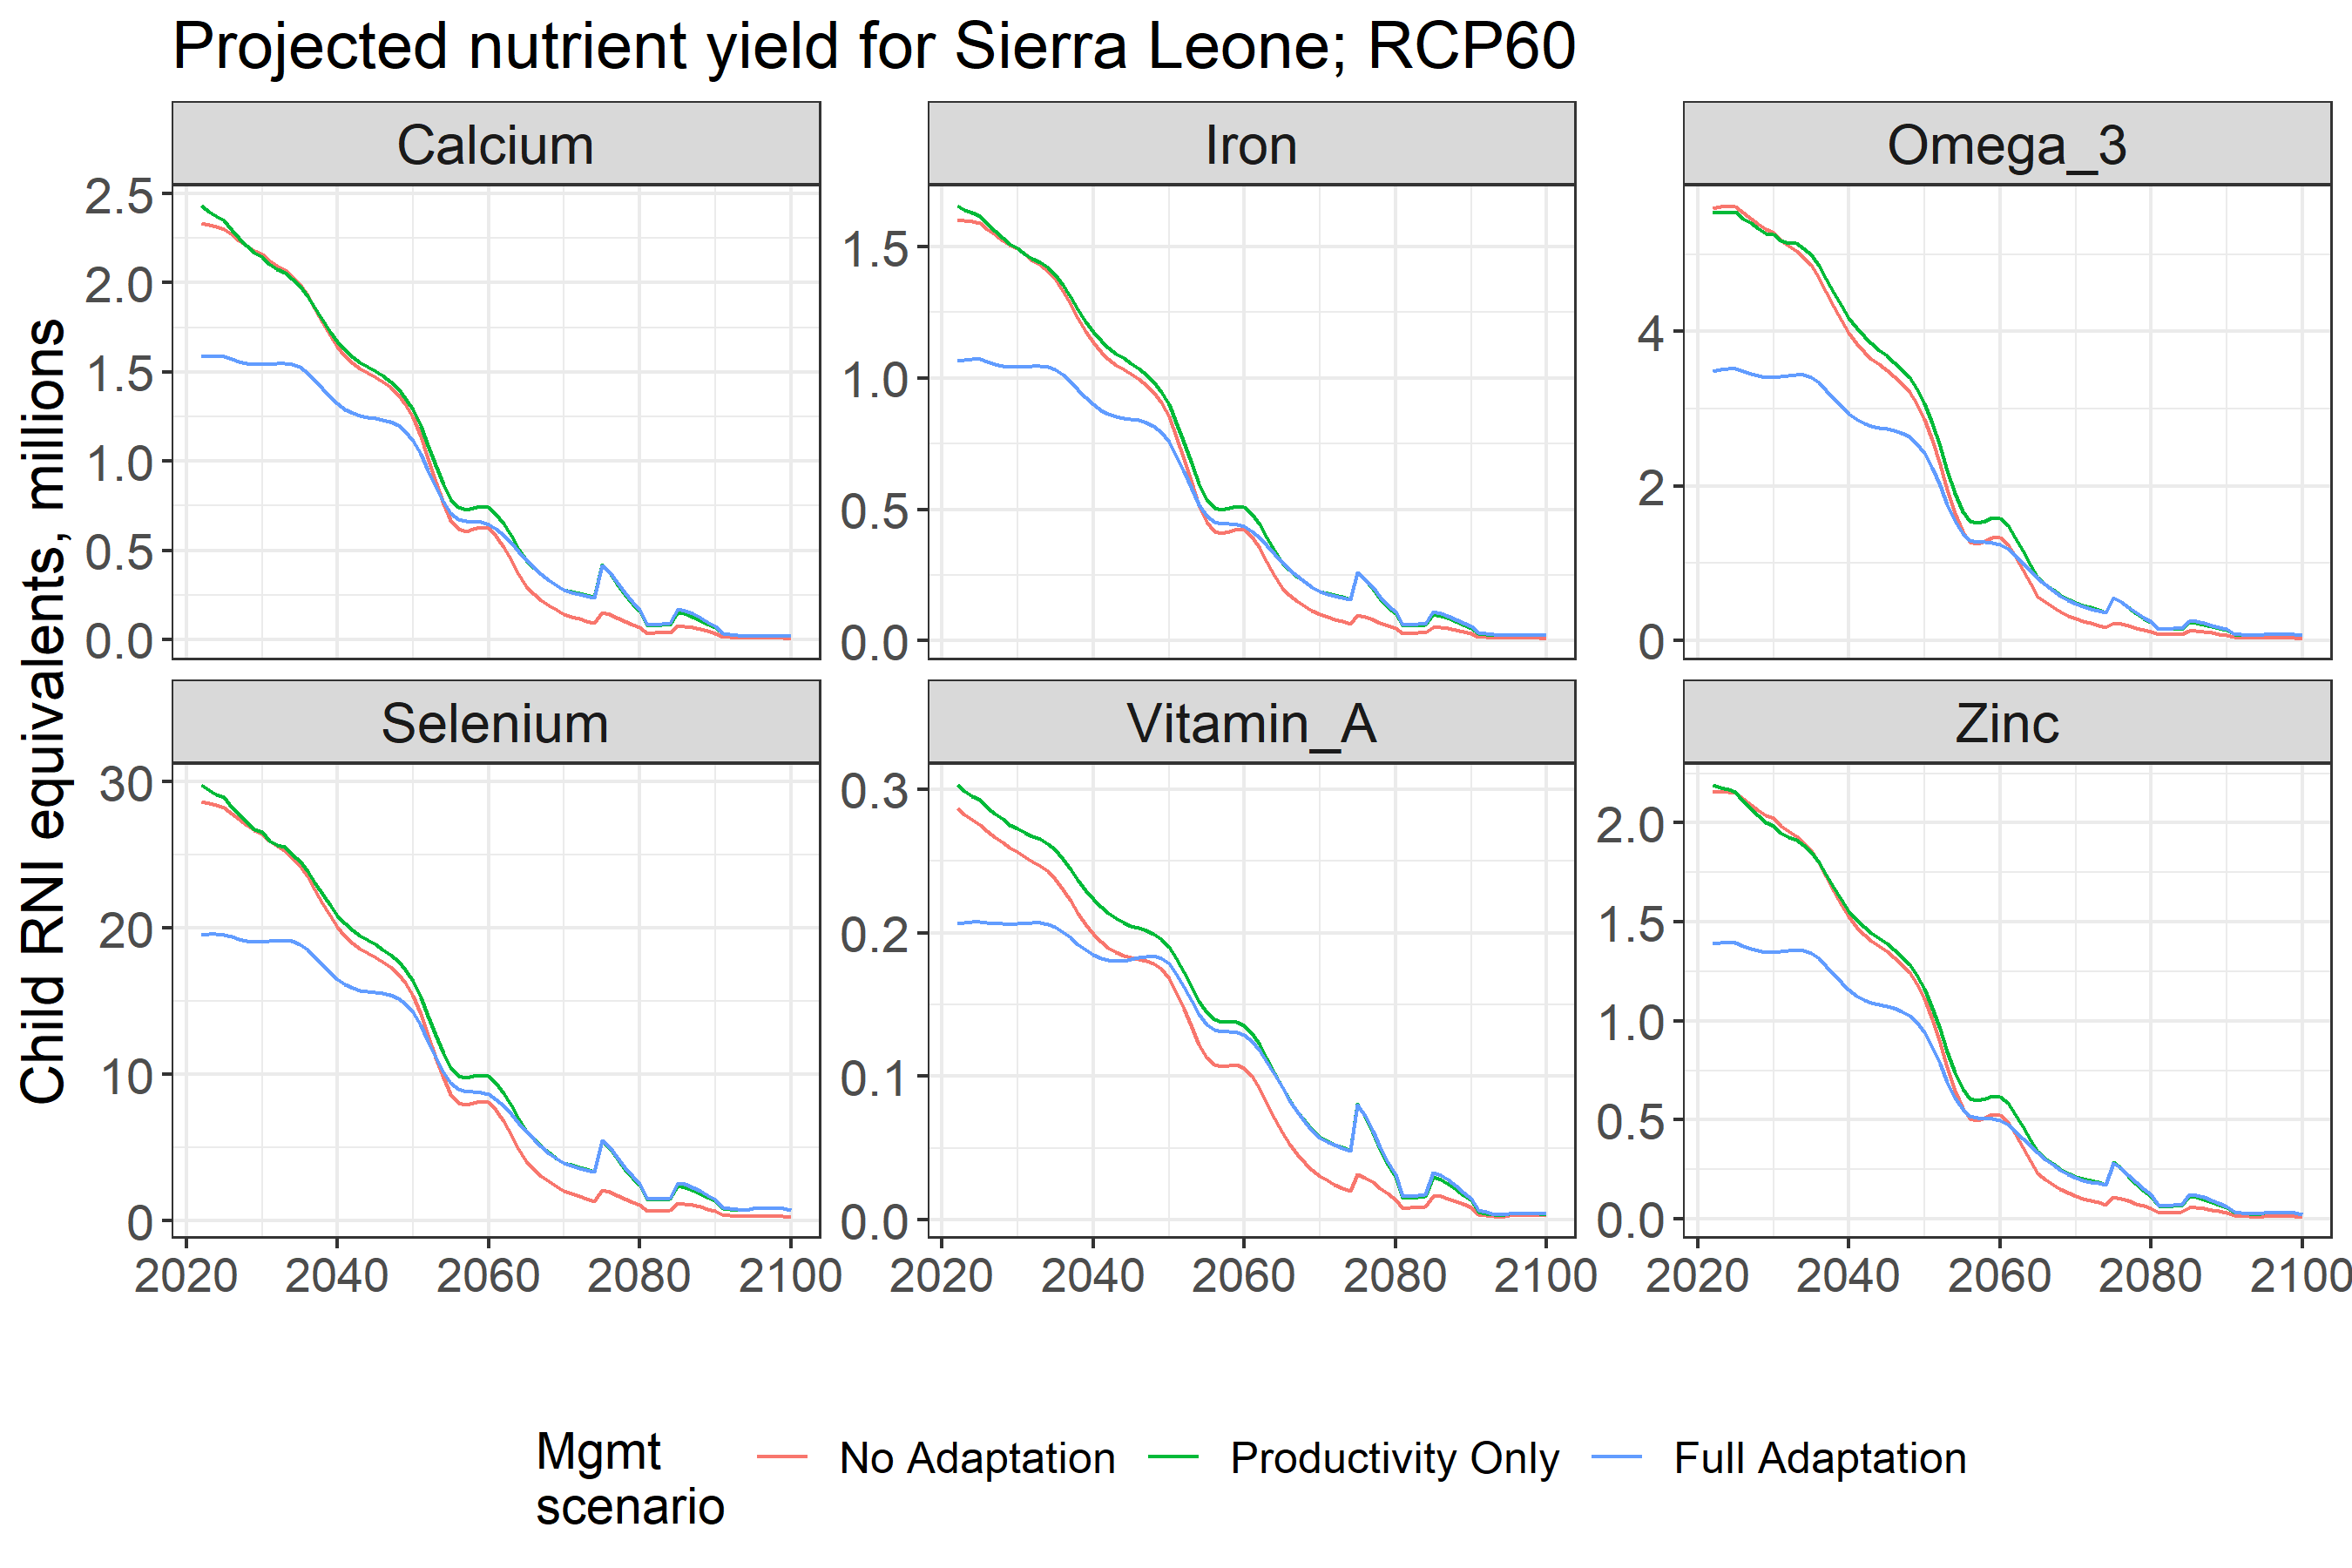 Projected nutrient yield for Sierra Leone; RCP60
Calcium
Iron
Omega_3
2.5
2.0
1.5
1.0
0.5
0.0
1.5
1.0
0.5
0.0
4
2
0
Child RNI equivalents, millions
Selenium
Vitamin_A
Zinc
30
20
10
0
0.3
0.2
0.1
0.0
2.0
1.5
1.0
0.5
0.0
2020 2040 2060 2080 2100
2020 2040 2060 2080 2100
2020 2040 2060 2080 2100
Mgmt
scenario
No Adaptation
Productivity Only
Full Adaptation